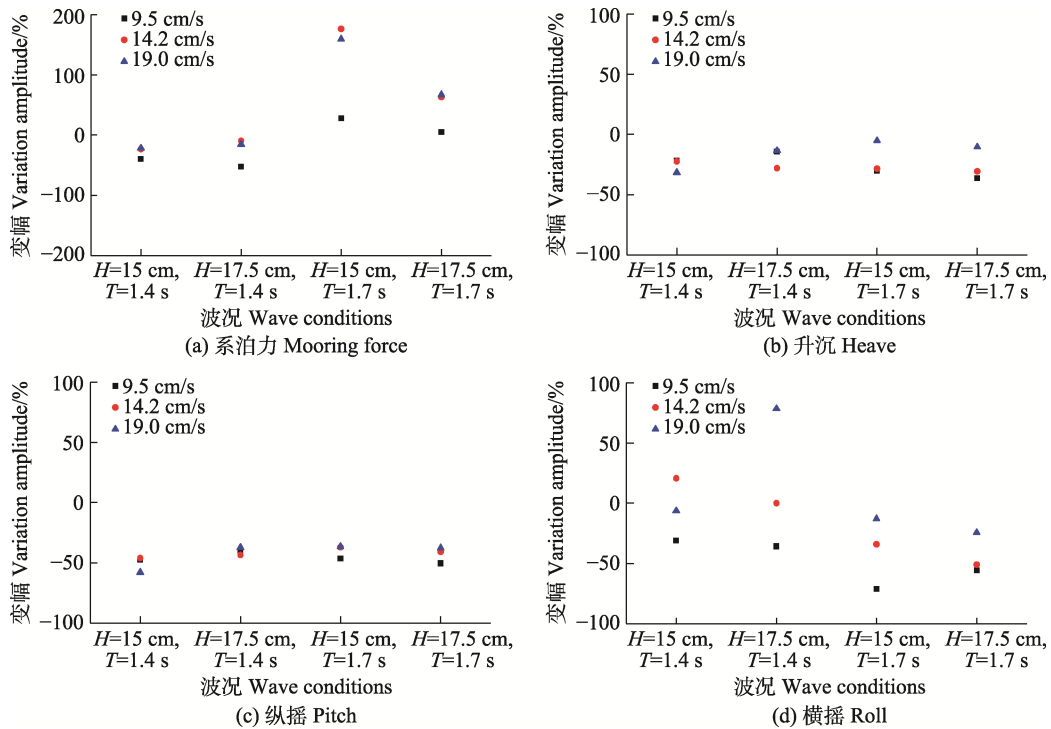 变幅 Variation amplitude/%
200
100
0
−100
−200
9.5 cm/s
14.2 cm/s
19.0 cm/s
H=15 cm,
T=1.4 s
H=17.5 cm,
T=1.4 s
H=15 cm,
T=1.7 s
H=17.5 cm,
T=1.7 s
波况 Wave conditions
(a) 系泊力 Mooring force
变幅 Variation amplitude/%
100
50
0
−50
−100
9.5 cm/s
14.2 cm/s
19.0 cm/s
H=15 cm,
T=1.4 s
H=17.5 cm,
T=1.4 s
H=15 cm,
T=1.7 s
H=17.5 cm,
T=1.7 s
波况 Wave conditions
(b) 升沉 Heave
变幅 Variation amplitude/%
100
50
0
−50
−100
9.5 cm/s
14.2 cm/s
19.0 cm/s
H=15 cm,
T=1.4 s
H=17.5 cm,
T=1.4 s
H=15 cm,
T=1.7 s
H=17.5 cm,
T=1.7 s
波况 Wave conditions
(c) 纵摇 Pitch
变幅 Variation amplitude/%
100
50
0
−50
−100
9.5 cm/s
14.2 cm/s
19.0 cm/s
H=15 cm,
T=1.4 s
H=17.5 cm,
T=1.4 s
H=15 cm,
T=1.7 s
H=17.5 cm,
T=1.7 s
波况 Wave conditions
(d) 横摇 Roll